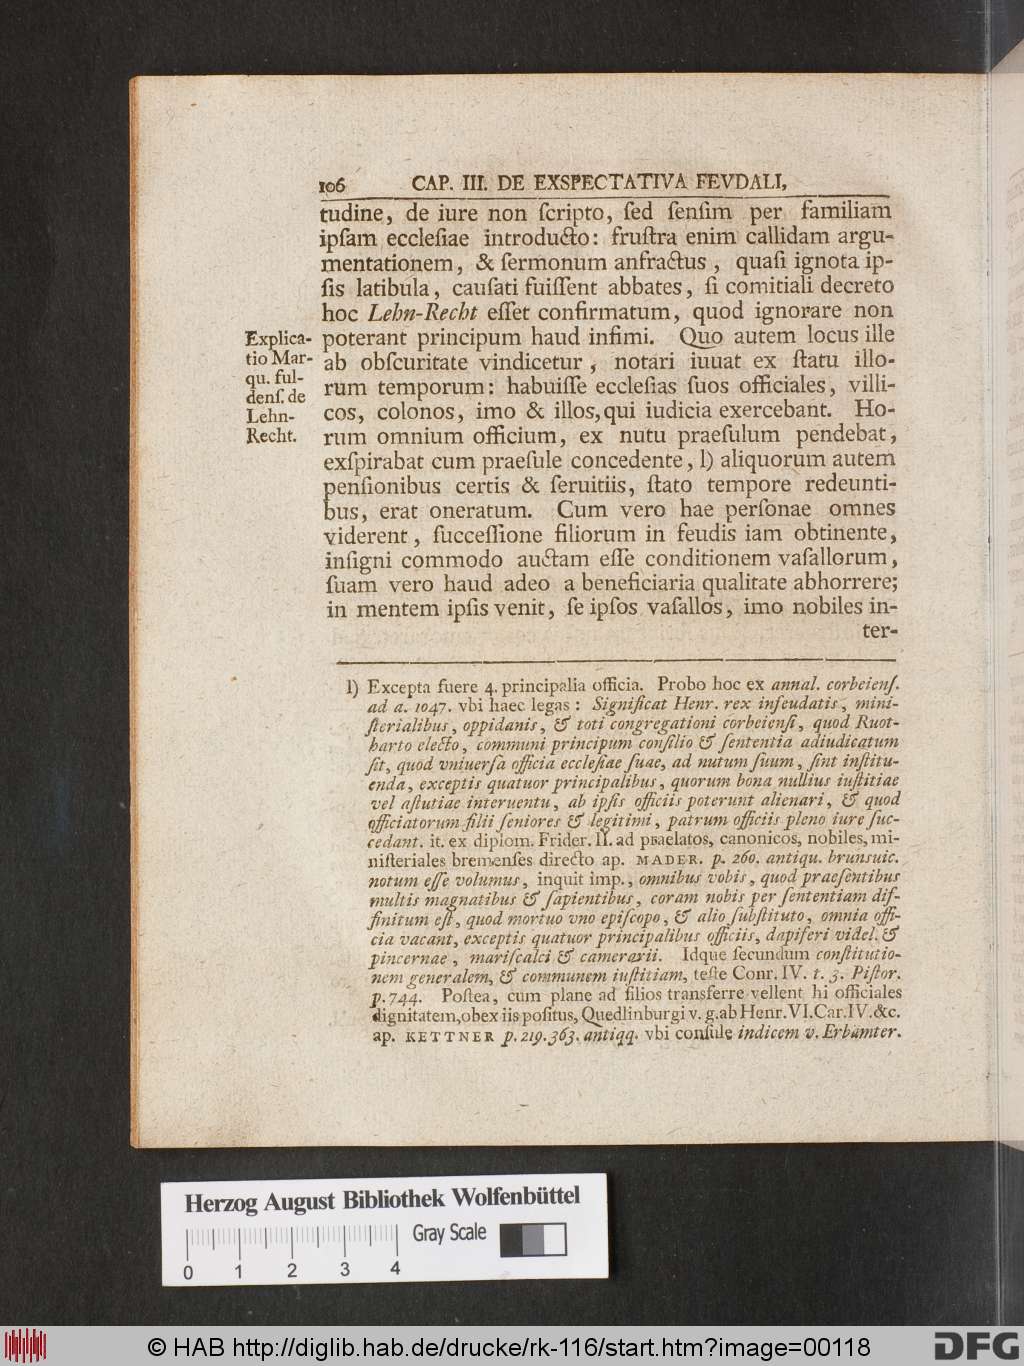 106 CAP. III. DE EXSPECTATIVA FEVDALI,
tudine, de iure non ſcripto, ſed ſenſim per familiam
ipſam eccleſiae introducto: fruſtra enim callidam argu-
mentationem, & ſermonum anfractus, quaſi ignota ip-
ſis latibula, cauſati fuiſſent abbates, ſi comitiali decreto
hoc Lehn-Recht eſſet confirmatum, quod ignorare non
poterant principum haud infimi. Quo autem locus ille
ab obſcuritate vindicetur, notari iuuat ex ſtatu illo-
rum temporum: habuiſſe eccleſias ſuos officiales, villi-
cos, colonos, imo & illos, qui iudicia exercebant. Ho-
rum omnium officium, ex nutu praeſulum pendebat,
exſpirabat cum praeſule concedente, l) aliquorum autem
penſionibus certis & ſeruitiis, ſtato tempore redeunti-
bus, erat oneratum. Cum vero hae perſonae omnes
viderent, ſucceſſione filiorum in feudis iam obtinente,
inſigni commodo auctam eſſe conditionem vaſallorum,
ſuam vero haud adeo a beneficiaria qualitate abhorrere;
in mentem ipſis venit, ſe ipſos vaſallos, imo nobiles in-
ter-
Explica-
tio Mar-
qu. ful-
denſ. de
Lehn-
Recht.
l) Excepta fuere 4. principalia officia. Probo hoc ex annal. corbeienſ.
ad a. 1047. vbi haec legas: Significat Henr. rex infeudatis, mini-
ſterialibus, oppidanis, & toti congregationi corbeienſi, quod Ruot-
harto electo, communi principum conſilio & ſententia adiudicatum
ſit, quod vniuerſa officia eccleſiae ſuae, ad nutum ſuum, ſint inſtitu-
enda, exceptis quatuor principalibus, quorum bona nullius iuſtitiae
vel aſtutiae interuentu, ab ipſis officiis poterunt alienari, & quod
officiatorum filii ſeniores & legitimi, patrum officiis pleno iure ſuc-
cedant. it. ex diplom. Frider. II. ad praelatos, canonicos, nobiles, mi-
niſteriales bremenſes directo ap. MADER. p. 260. antiqu. brunsuic.
notum eſſe volumus, inquit imp., omnibus vobis, quod praeſentibus
multis magnatibus & ſapientibus, coram nobis per ſententiam dif-
finitum eſt, quod mortuo vno epiſcopo, & alio ſubſtituto, omnia offi-
cia vacant, exceptis quatuor principalibus officiis, dapiferi videl. &
pincernae, mariſcalci & camerarii. Idque ſecundum conſtitutio-
nem generalem, & communem iuſtitiam, teſte Conr. IV. t. 3. Piſtor.
p. 744. Poſtea, cum plane ad filios transferre vellent hi officiales
dignitatem, obex iis poſitus, Quedlinburgi v. g. ab Henr. VI. Car. IV. &c.
ap. KETTNER p. 219. 363. antiqq. vbi conſule indicem v. Erbämter.
Herzog August Bibliothek Wolfenbüttel
Gray Scale
0 1 2 3 4
© HAB http://diglib.hab.de/drucke/rk-116/start.htm?image=00118
DFG